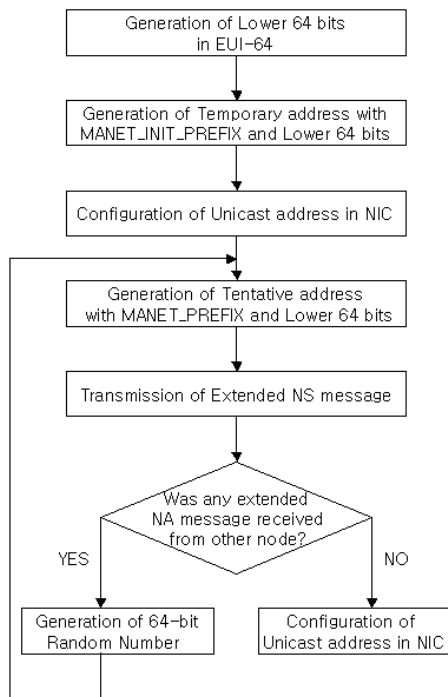 Generation of Lower 64 bits
in EUI-64
Generation of Temporary address with
MANET_INIT_PREFIX and Lower 64 bits
Configuration of Unicast address in NIC
Generation of Tentative address
with MANET_PREFIX and Lower 64 bits
Transmission of Extended NS message
Was any extended
NA message received
from other node?
YES
NO
Generation of 64-bit
Random Number
Configuration of
Unicast address in NIC